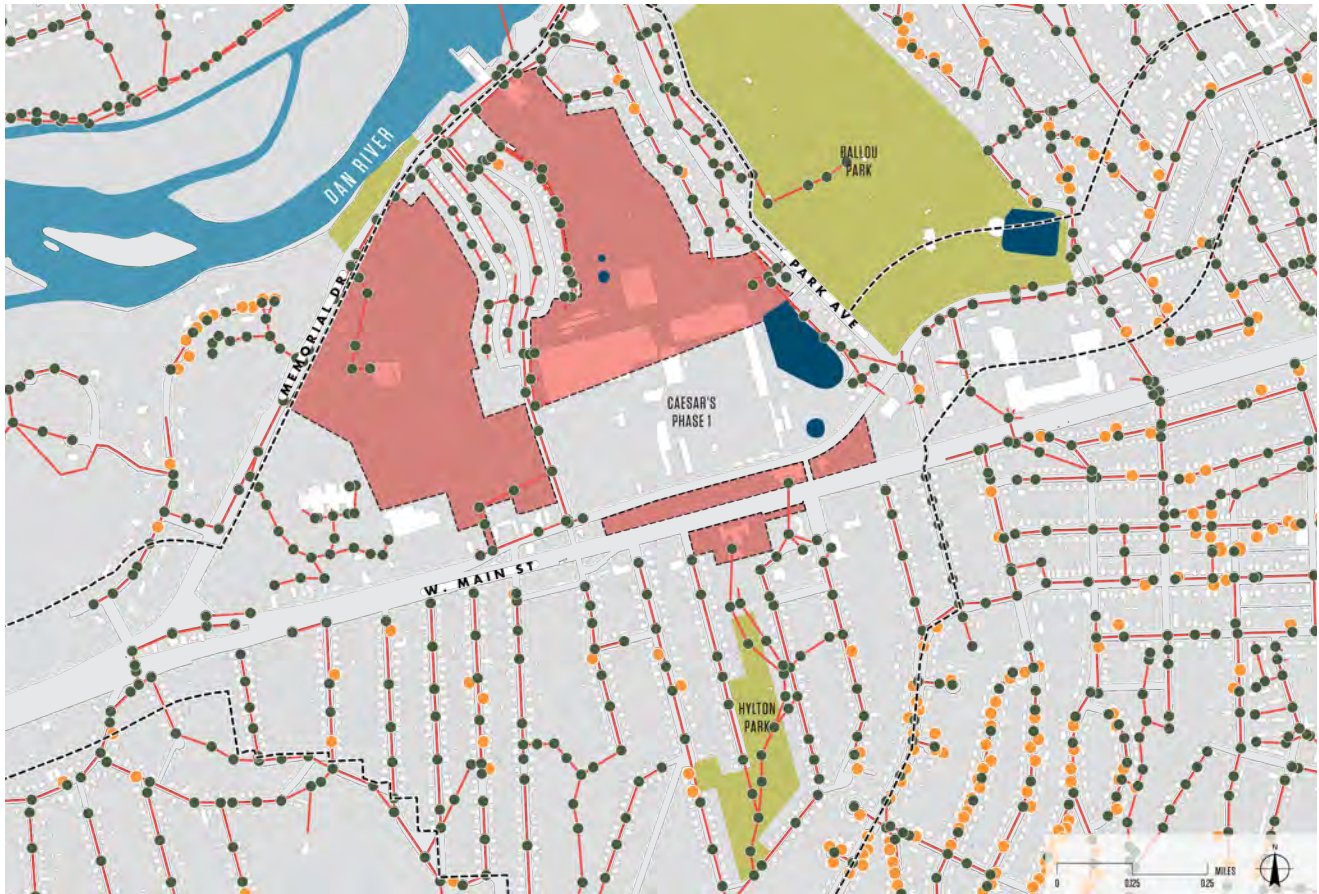 DAN RIVER
BALLOU
PARK
PARK AVE
MEMORIAL DR
CAESAR'S
PHASE 1
W. MAIN ST
HYLTON
PARK
N
MILES
0
0.125
0.25